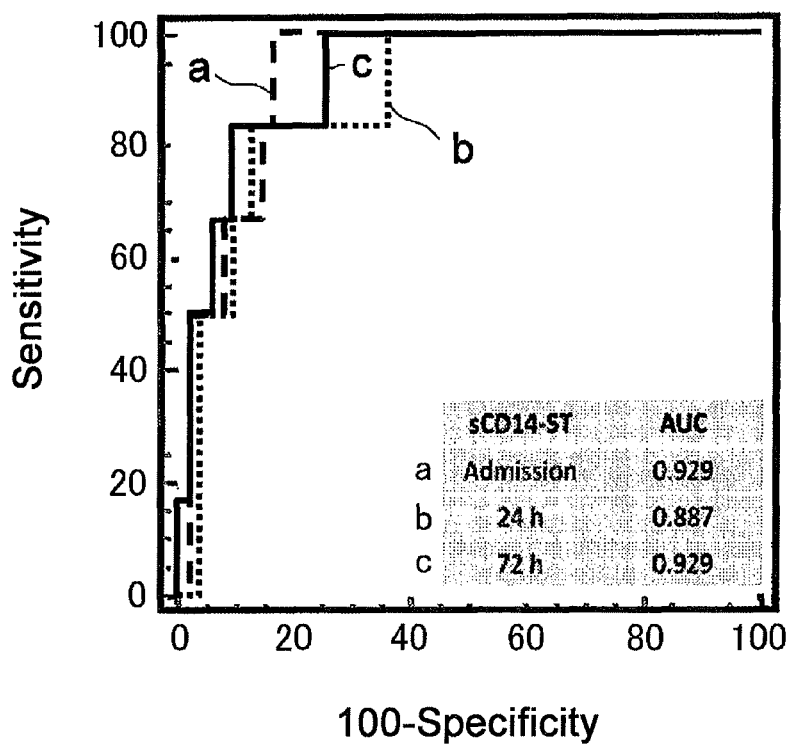 Sensitivity
100
80
60
40
20
0
a
c
b
sCD14-ST AUC
a Admission 0.929
b 24 h 0.887
c 72 h 0.929
0 20 40 60 80 100
100-Specificity